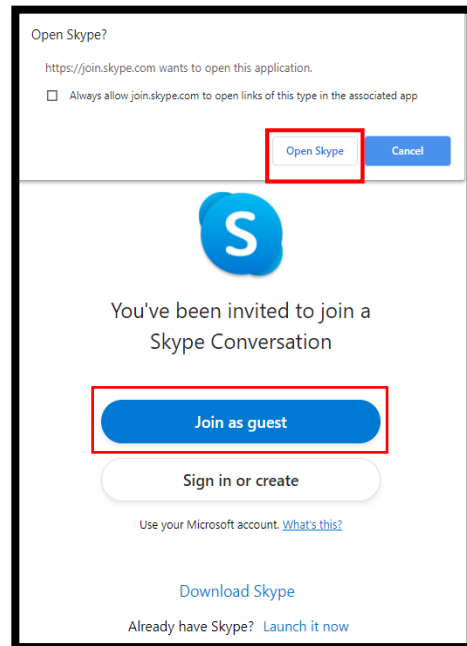 Open Skype?
https://join.skype.com wants to open this application.
Always allow join.skype.com to open links of this type in the associated app
Open Skype Cancel
S
You've been invited to join a
Skype Conversation
Join as guest
Sign in or create
Use your Microsoft account. What's this?
Download Skype
Already have Skype? Launch it now